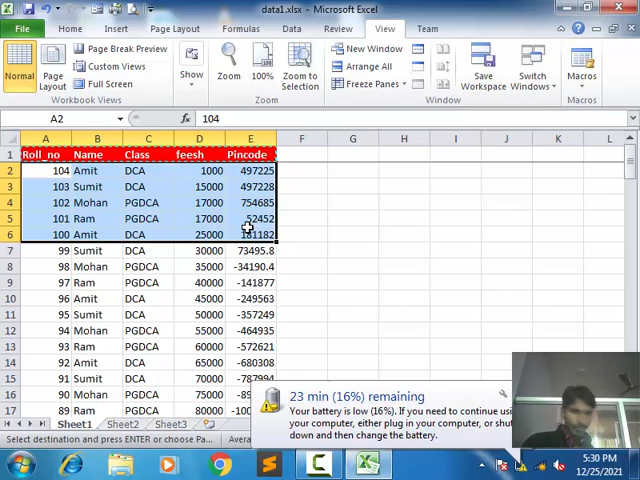 data1.xlsx - Microsoft Excel
File Home Insert Page Layout Formulas Data Review View Team
Normal Page Layout Page Break Preview Custom Views Full Screen Show Zoom 100% Zoom to Selection New Window Arrange All Freeze Panes Save Workspace Switch Windows Macros
Workbook Views Zoom Window Macros
A2 fx 104
A B C D E F G H I J K L
1 Roll_no Name Class feesh Pincode
2 104 Amit DCA 1000 497225
3 103 Sumit DCA 15000 497228
4 102 Mohan PGDCA 17000 754685
5 101 Ram PGDCA 17000 52452
6 100 Amit DCA 25000 181182
7 99 Sumit DCA 30000 73495.8
8 98 Mohan PGDCA 35000 -34190.4
9 97 Ram PGDCA 40000 -141877
10 96 Amit DCA 45000 -249563
11 95 Sumit DCA 50000 -357249
12 94 Mohan PGDCA 55000 -464935
13 93 Ram PGDCA 60000 -572621
14 92 Amit DCA 65000 -680308
15 91 Sumit DCA 70000 -787994
16 90 Mohan PGDCA 75000
17 89 Ram PGDCA 80000
23 min (16%) remaining
Your battery is low (16%). If you need to continue
your computer, either plug in your computer, or
down and then change the battery.
Sheet1 Sheet2 Sheet3
Select destination and press ENTER or choose Pa...
5:30 PM
12/25/2021